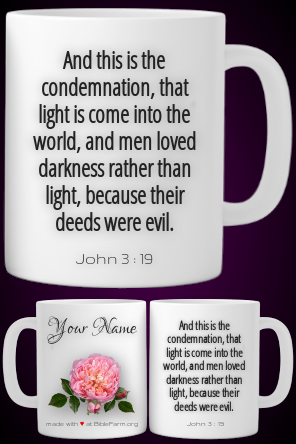 And this is the
condemnation, that
light is come into the
world, and men loved
darkness rather than
light, because their
deeds were evil.
John 3 : 19
Your Name
made with ♥ at BibleFarm.org
And this is the
condemnation, that
light is come into the
world, and men loved
darkness rather than
light, because their
deeds were evil.
John 3 : 19